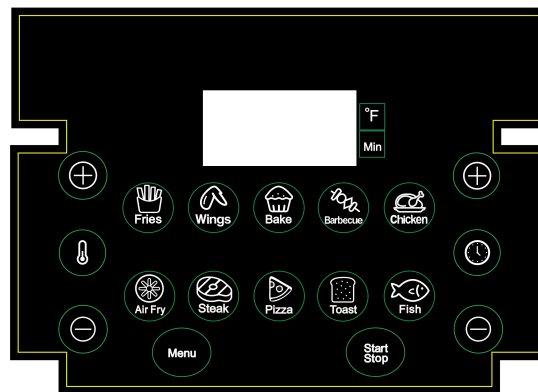 °F
Min
Fries
Wings
Bake
Barbecue
Chicken
Air Fry
Steak
Pizza
Toast
Fish
Menu
Start
Stop